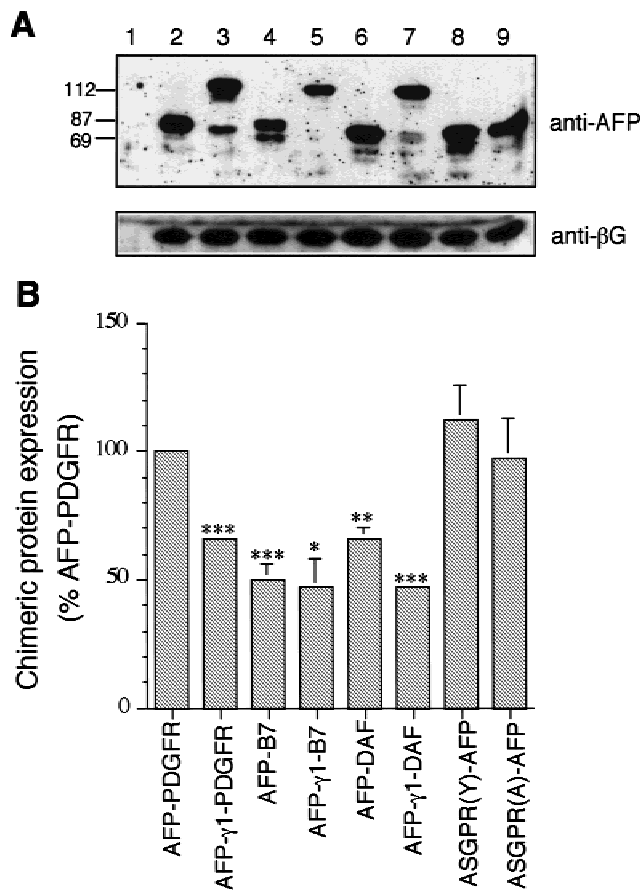 A
1 2 3 4 5 6 7 8 9
112
87
69
anti-AFP
anti-βG
B
Chimeric protein expression
(% AFP-PDGFR)
150
100
50
0
*** *** * ** ***
AFP-PDGFR
AFP-γ1-PDGFR
AFP-B7
AFP-γ1-B7
AFP-DAF
AFP-γ1-DAF
ASGPR(Y)-AFP
ASGPR(A)-AFP